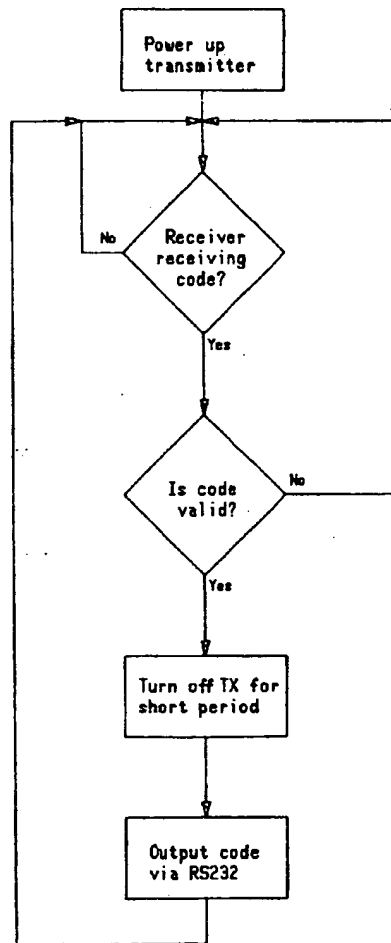 Power up
transmitter
No
Receiver
receiving
code?
Yes
Is code
valid?
No
Yes
Turn off TX for
short period
Output code
via RS232